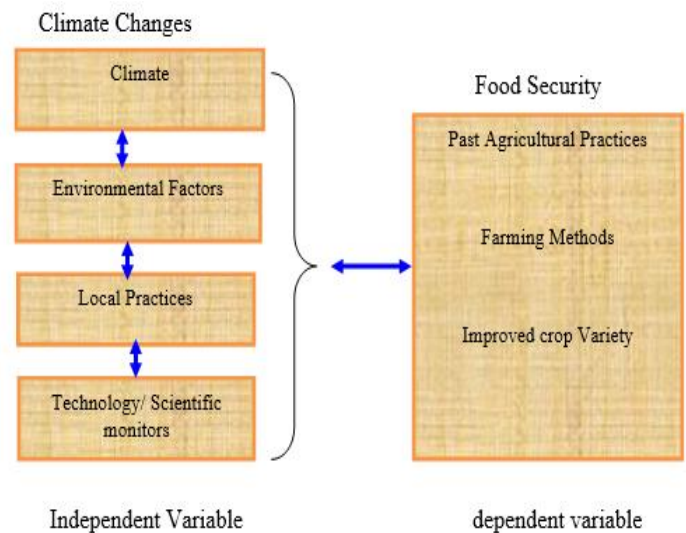 Climate Changes
Climate
Environmental Factors
Local Practices
Technology/ Scientific
monitors
Independent Variable
Food Security
Past Agricultural Practices
Farming Methods
Improved crop Variety
dependent variable